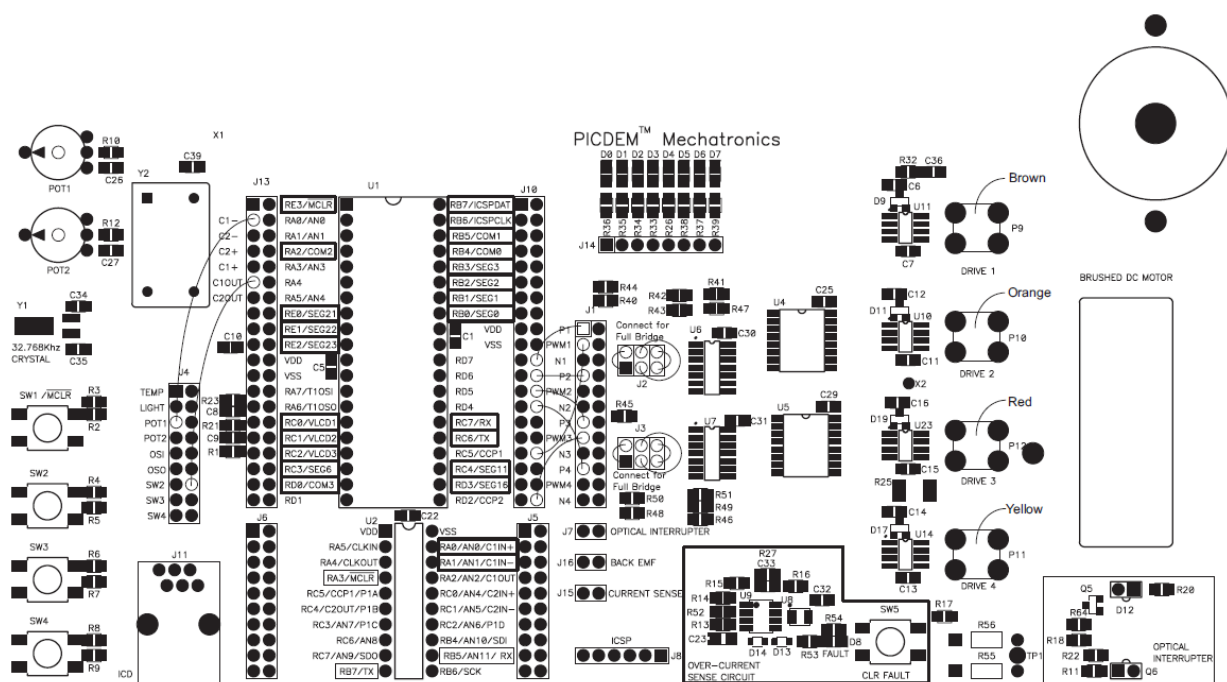 PICDEM™ Mechatronics
D0 D1 D2 D3 D4 D5 D6 D7
R36 R35 R34 R33 R26 R38 R37 R39
J14
R10
C26
POT1
X1
Y2
C39
R12
C27
POT2
Y1
32.768Khz
CRYSTAL
C34
C35
C10
J13
C1-
C2-
C2+
C1+
C1OUT
C2OUT
RE3/MCLR
RA0/AN0
RA1/AN1
RA2/COM2
RA3/AN3
RA4
RA5/AN4
RE0/SEG21
RE1/SEG22
RE2/SEG23
VDD
VSS
RA7/T1OSI
RA6/T1OSO
RC0/VLCD1
RC1/VLCD2
RC2/VLCD3
RC3/SEG6
RD0/COM3
RD1
C5
U1
J10
RB7/ICSPDAT
RB6/ICSPCLK
RB5/COM1
RB4/COM0
RB3/SEG3
RB2/SEG2
RB1/SEG1
RB0/SEG0
C1
VDD
VSS
RD7
RD6
RD5
RD4
RC7/RX
RC6/TX
RC5/CCP1
RC4/SEG11
RD3/SEG16
RD2/CCP2
J1
P1
PWM1
N1
P2
PWM2
N2
P3
PWM3
N3
P4
PWM4
N4
J4
TEMP
LIGHT
POT1
POT2
OSI
OSO
SW2
SW3
SW4
R23
C8
R21
C9
R1
SW1 /MCLR
R3
R2
SW2
R4
R5
SW3
R6
R7
SW4
R8
R9
J11
ICD
J6
U2
VDD
C22
VSS
J5
RA5/CLKIN
RA4/CLKOUT
RA3/MCLR
RC5/CCP1/P1A
RC4/C2OUT/P1B
RC3/AN7/P1C
RC6/AN8
RC7/AN9/SDO
RB7/TX
RA0/AN0/C1IN+
RA1/AN1/C1IN-
RA2/AN2/C1OUT
RC0/AN4/C2IN+
RC1/AN5/C2IN-
RC2/AN6/P1D
RB4/AN10/SDI
RB5/AN11/ RX
RB6/SCK
R44
R40
R42
R43
R41
R47
Connect for
Full Bridge
J2
U6
C30
U4
C25
R45
J3
Connect for
Full Bridge
U7
C31
U5
C29
R50
R48
R51
R49
R46
J7
OPTICAL INTERRUPTER
J16
BACK EMF
J15
CURRENT SENSE
ICSP
J8
R27
C33
R15
R16
R14
U9
U8
C32
R52
R13
C23
D14
D13
R53
R54
D8
FAULT
SW5
CLR FAULT
OVER-CURRENT
SENSE CIRCUIT
R32
C36
C6
D9
U11
C7
Brown
P9
DRIVE 1
C12
D11
U10
C11
Orange
P10
DRIVE 2
X2
C16
D19
U23
C15
Red
P12
DRIVE 3
R25
C14
D17
U14
C13
Yellow
P11
DRIVE 4
BRUSHED DC MOTOR
R17
R56
R55
TP1
Q5
D12
R20
R64
R18
R22
R11
Q6
OPTICAL
INTERRUPTER